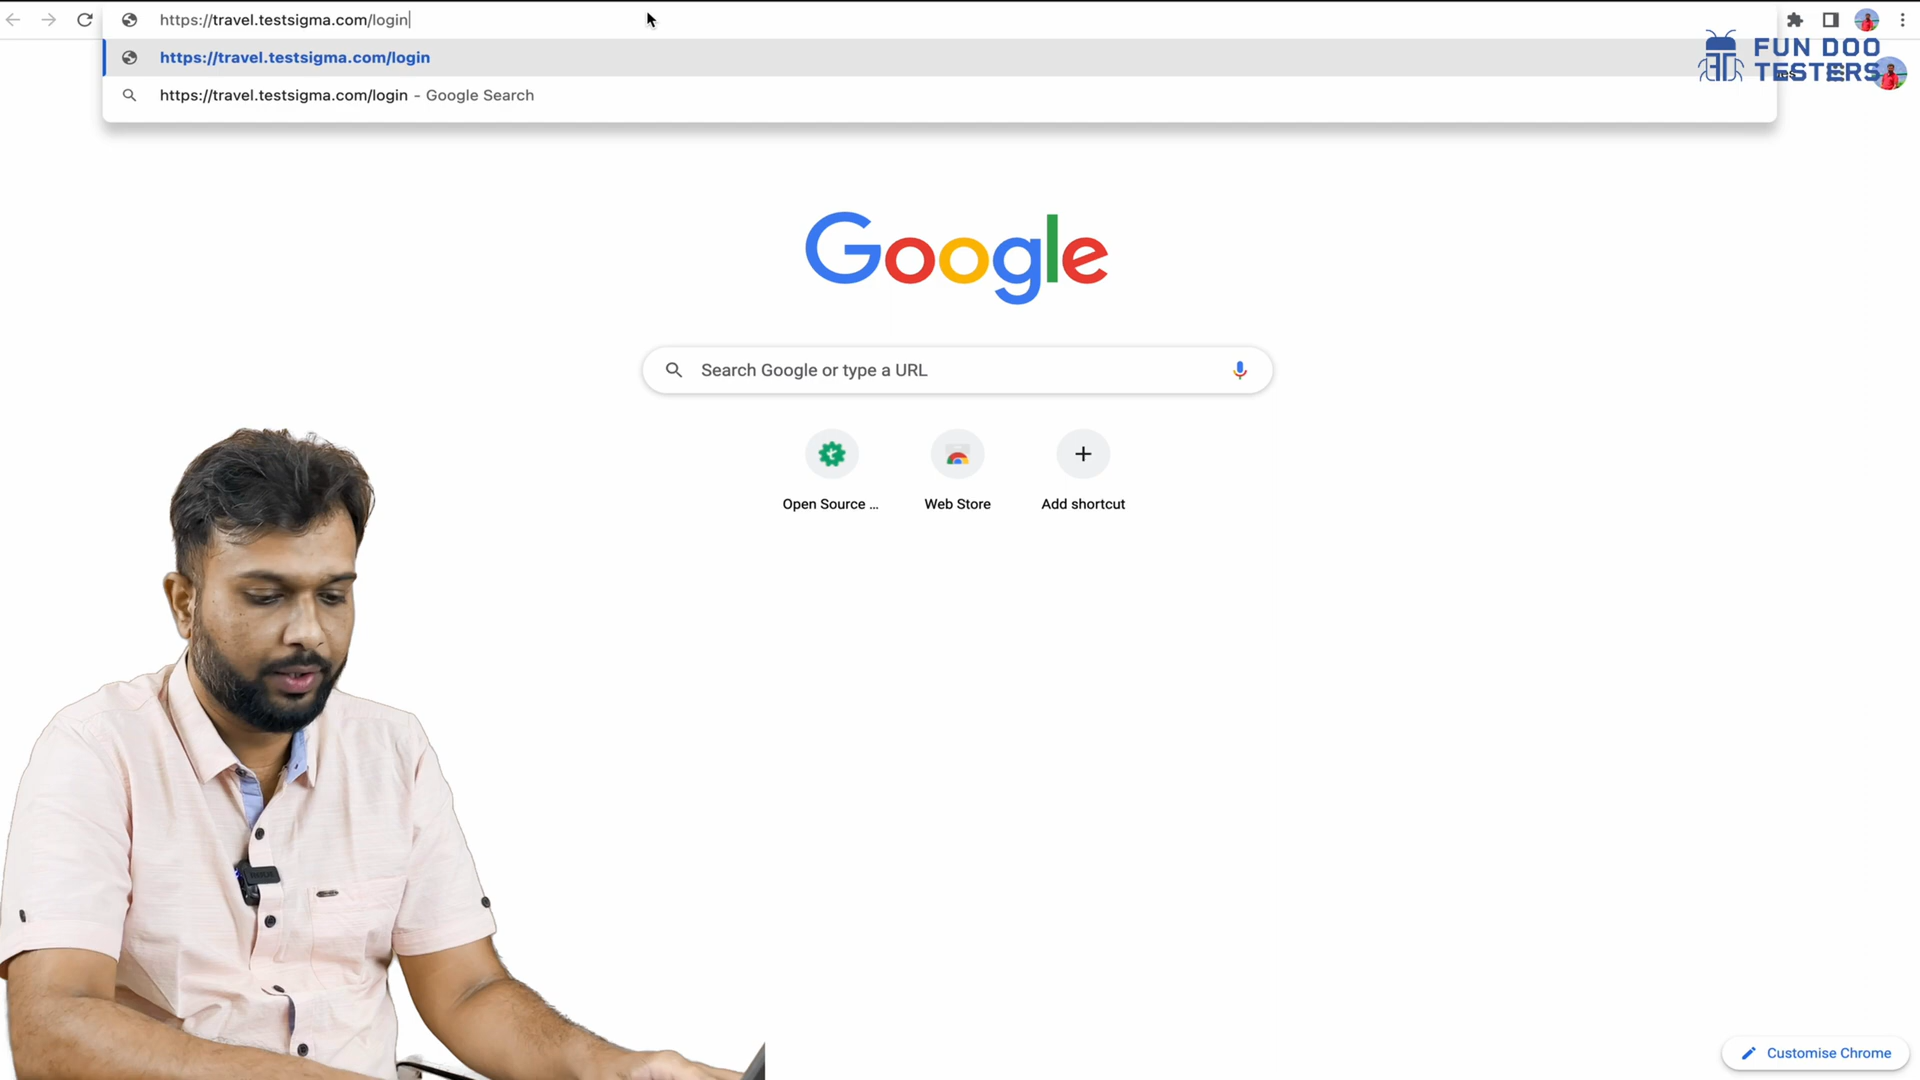 https://travel.testsigma.com/login
https://travel.testsigma.com/login
https://travel.testsigma.com/login - Google Search
FUN DOO
TESTERS
Google
Search Google or type a URL
Open Source ...
Web Store
Add shortcut
Customise Chrome